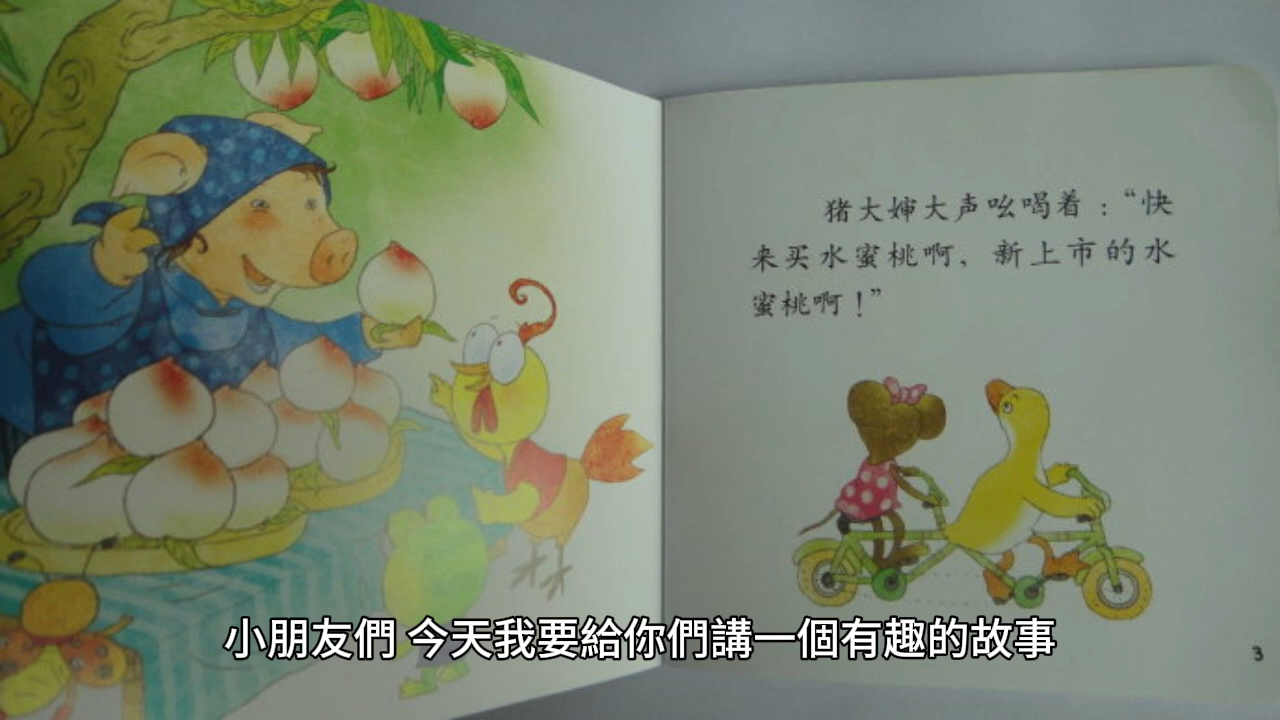 猪大婶大声吆喝着：“快
来买水蜜桃啊，新上市的水
蜜桃啊！”
小朋友們 今天我要給你們講一個有趣的故事
3